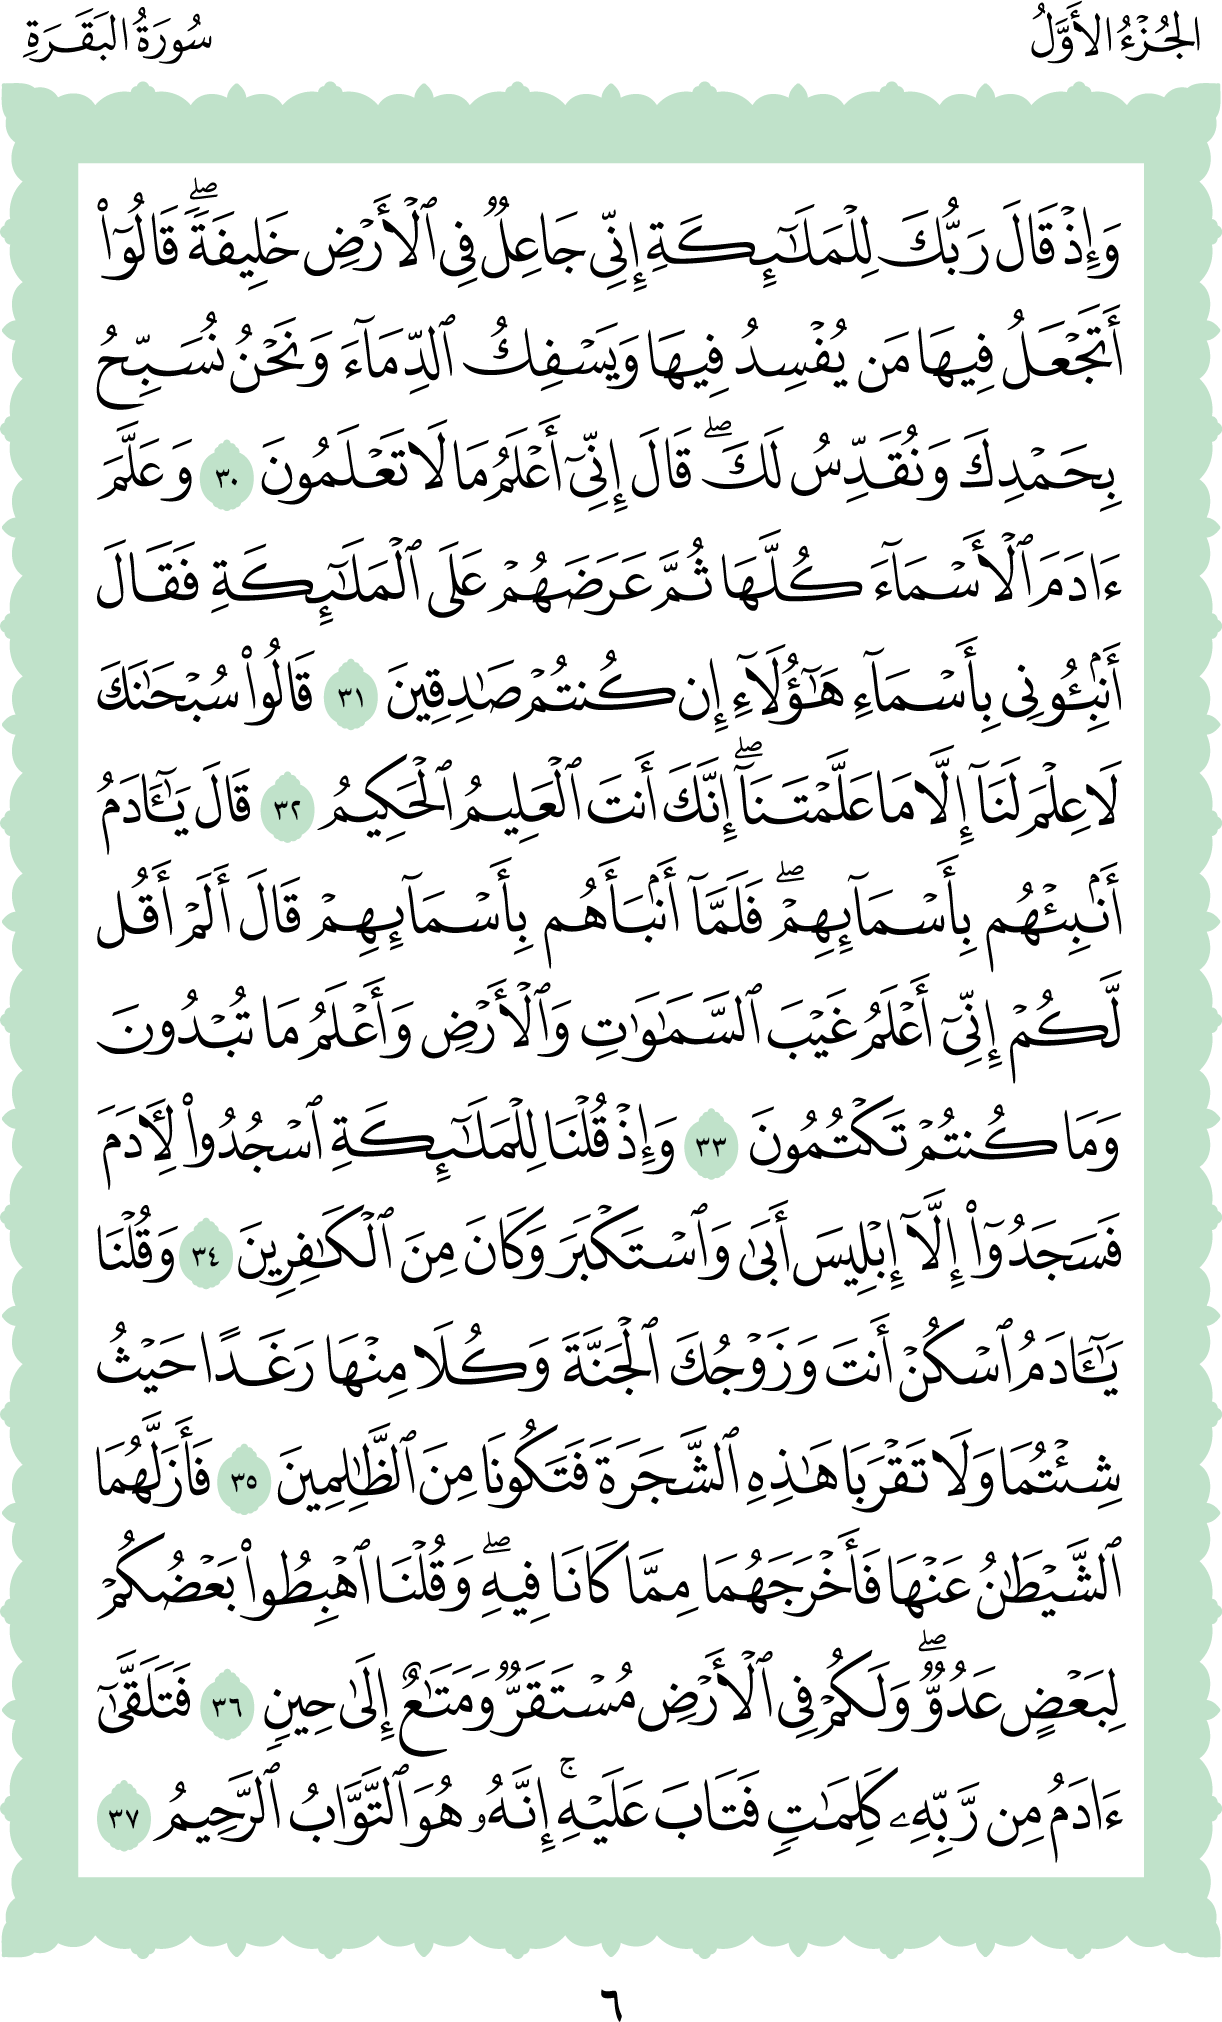 الجُزْءُ الأَوَّلُ
سُورَةُ البَقَرَةِ
وَإِذْ قَالَ رَبُّكَ لِلْمَلَٰٓئِكَةِ إِنِّى جَاعِلٌۭ فِى ٱلْأَرْضِ خَلِيفَةًۭ ۖ قَالُوٓا۟
أَتَجْعَلُ فِيهَا مَن يُفْسِدُ فِيهَا وَيَسْفِكُ ٱلدِّمَآءَ وَنَحْنُ نُسَبِّحُ
بِحَمْدِكَ وَنُقَدِّسُ لَكَ ۖ قَالَ إِنِّىٓ أَعْلَمُ مَا لَا تَعْلَمُونَ ٣٠ وَعَلَّمَ
ءَادَمَ ٱلْأَسْمَآءَ كُلَّهَا ثُمَّ عَرَضَهُمْ عَلَى ٱلْمَلَٰٓئِكَةِ فَقَالَ
أَنۢبِـُٔونِى بِأَسْمَآءِ هَٰٓؤُلَآءِ إِن كُنتُمْ صَٰدِقِينَ ٣١ قَالُوا۟ سُبْحَٰنَكَ
لَا عِلْمَ لَنَآ إِلَّا مَا عَلَّمْتَنَآ ۖ إِنَّكَ أَنتَ ٱلْعَلِيمُ ٱلْحَكِيمُ ٣٢ قَالَ يَٰٓـَٔادَمُ
أَنۢبِئْهُم بِأَسْمَآئِهِمْ ۖ فَلَمَّآ أَنۢبَأَهُم بِأَسْمَآئِهِمْ قَالَ أَلَمْ أَقُل
لَّكُمْ إِنِّىٓ أَعْلَمُ غَيْبَ ٱلسَّمَٰوَٰتِ وَٱلْأَرْضِ وَأَعْلَمُ مَا تُبْدُونَ
وَمَا كُنتُمْ تَكْتُمُونَ ٣٣ وَإِذْ قُلْنَا لِلْمَلَٰٓئِكَةِ ٱسْجُدُوا۟ لِـَٔادَمَ
فَسَجَدُوٓا۟ إِلَّآ إِبْلِيسَ أَبَىٰ وَٱسْتَكْبَرَ وَكَانَ مِنَ ٱلْكَٰفِرِينَ ٣٤ وَقُلْنَا
يَٰٓـَٔادَمُ ٱسْكُنْ أَنتَ وَزَوْجُكَ ٱلْجَنَّةَ وَكُلَا مِنْهَا رَغَدًا حَيْثُ
شِئْتُمَا وَلَا تَقْرَبَا هَٰذِهِ ٱلشَّجَرَةَ فَتَكُونَا مِنَ ٱلظَّٰلِمِينَ ٣٥ فَأَزَلَّهُمَا
ٱلشَّيْطَٰنُ عَنْهَا فَأَخْرَجَهُمَا مِمَّا كَانَا فِيهِ ۖ وَقُلْنَا ٱهْبِطُوا۟ بَعْضُكُمْ
لِبَعْضٍ عَدُوٌّۭ ۖ وَلَكُمْ فِى ٱلْأَرْضِ مُسْتَقَرٌّۭ وَمَتَٰعٌ إِلَىٰ حِينٍۢ ٣٦ فَتَلَقَّىٰٓ
ءَادَمُ مِن رَّبِّهِۦ كَلِمَٰتٍۢ فَتَابَ عَلَيْهِ ۚ إِنَّهُۥ هُوَ ٱلتَّوَّابُ ٱلرَّحِيمُ ٣٧
٦